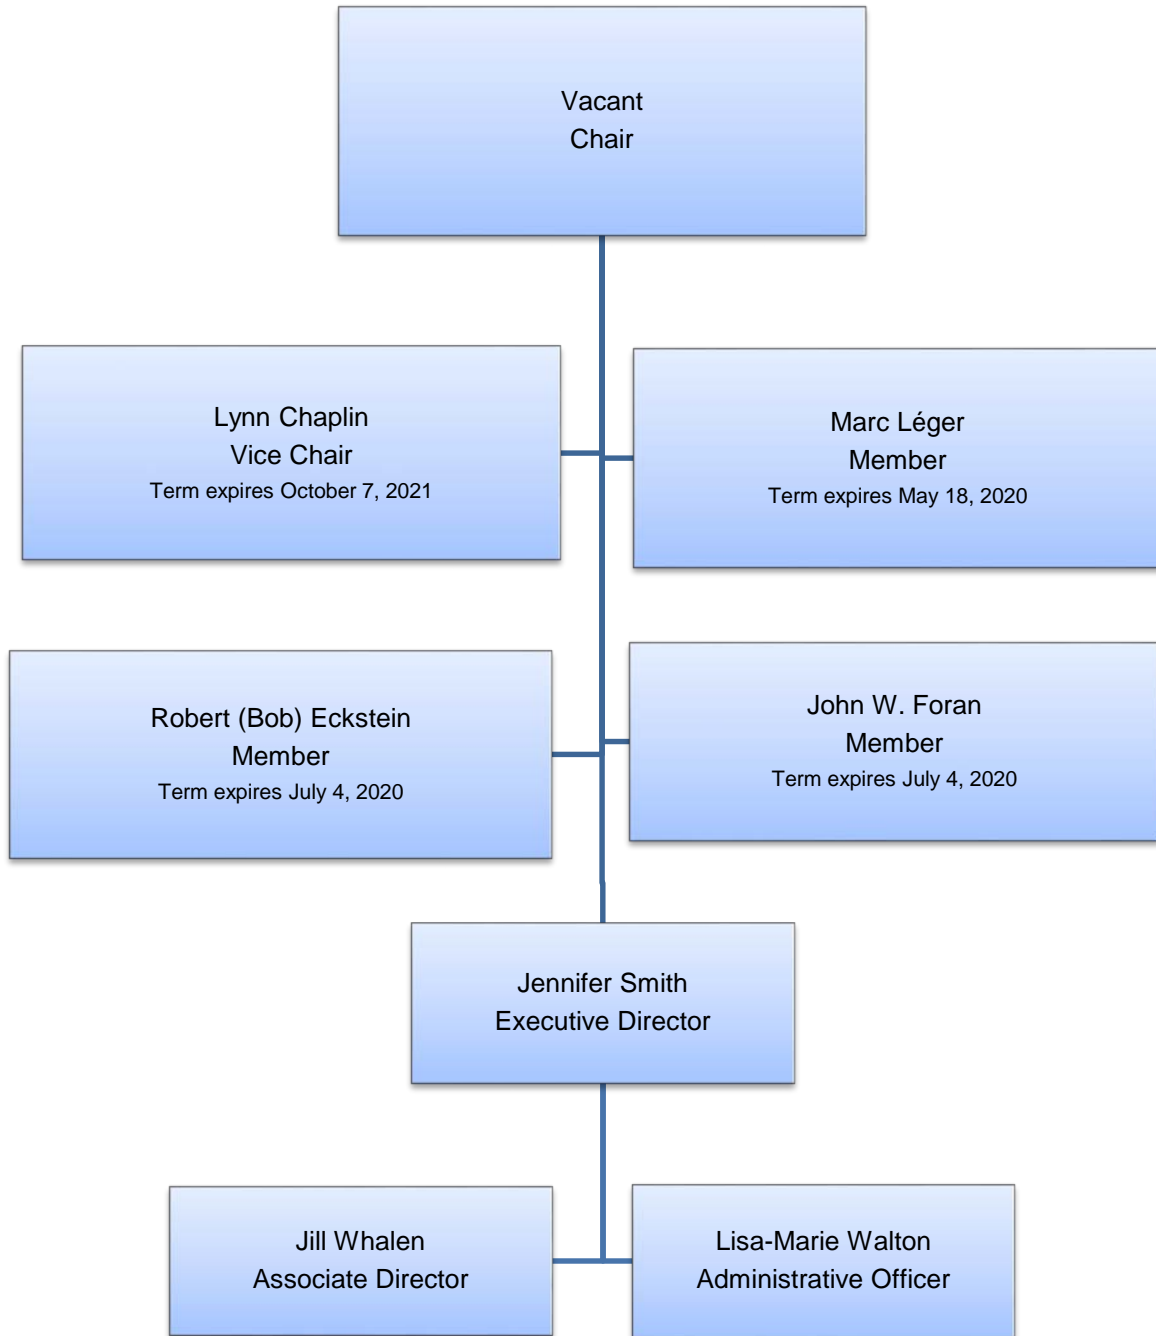 Vacant
Chair
Lynn Chaplin
Vice Chair
Term expires October 7, 2021
Marc Léger
Member
Term expires May 18, 2020
Robert (Bob) Eckstein
Member
Term expires July 4, 2020
John W. Foran
Member
Term expires July 4, 2020
Jennifer Smith
Executive Director
Jill Whalen
Associate Director
Lisa-Marie Walton
Administrative Officer